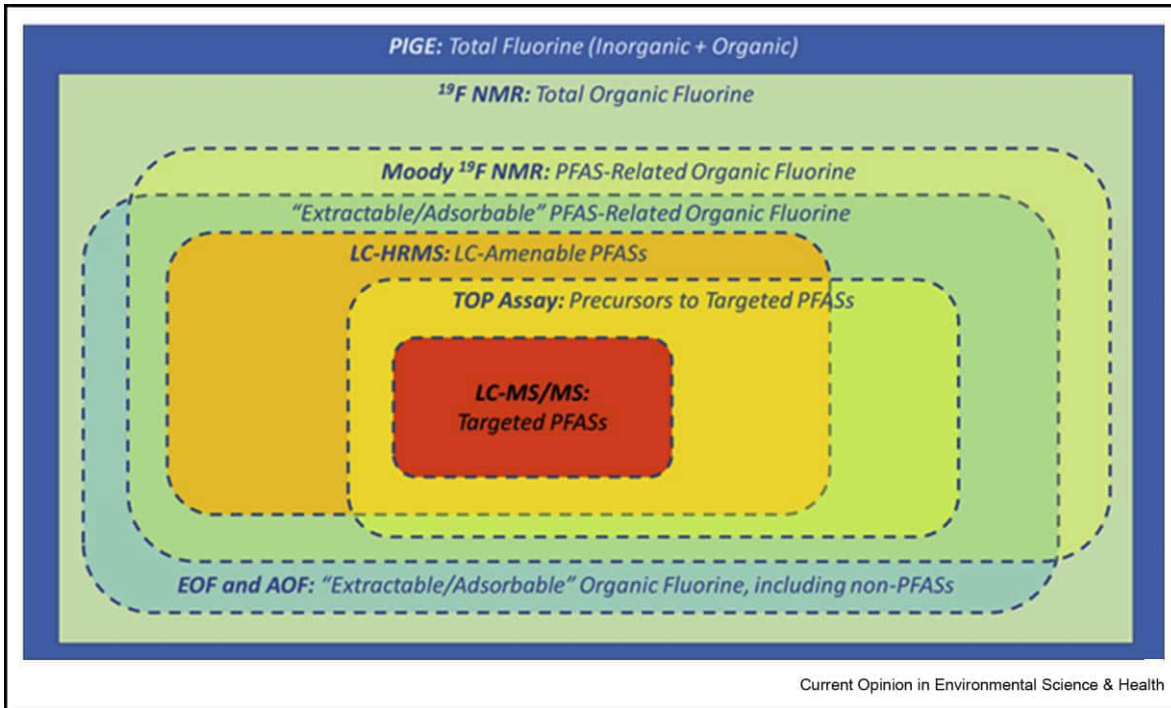 PIGE: Total Fluorine (Inorganic + Organic)
¹⁹F NMR: Total Organic Fluorine
Moody ¹⁹F NMR: PFAS-Related Organic Fluorine
“Extractable/Adsorbable” PFAS-Related Organic Fluorine
LC-HRMS: LC-Amenable PFASs
TOP Assay: Precursors to Targeted PFASs
LC-MS/MS:
Targeted PFASs
EOF and AOF: “Extractable/Adsorbable” Organic Fluorine, including non-PFASs
Current Opinion in Environmental Science & Health